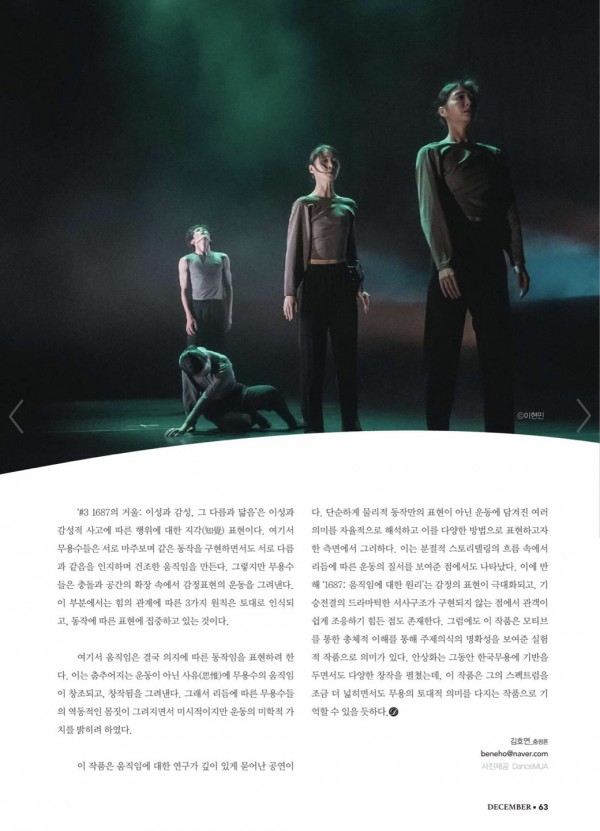 ©이현민
'#3 1687의 거울: 이성과 감성, 그 다름과 닮음'은 이성과
감성적 사고에 따른 행위에 대한 지각(知覺) 표현이다. 여기서
무용수들은 서로 마주보며 같은 동작을 구현하면서도 서로 다름
과 같음을 인지하며 건조한 움직임을 만든다. 그렇지만 무용수
들은 충돌과 공간의 확장 속에서 감정표현의 운동을 그려낸다.
이 부분에서는 힘의 관계에 따른 3가지 원칙은 토대로 인식되
고, 동작에 따른 표현에 집중하고 있는 것이다.
여기서 움직임은 결국 의지에 따른 동작임을 표현하려 한
다. 이는 춤추어지는 운동이 아닌 사유(思惟)에 무용수의 움직임
이 창조되고, 창작됨을 그려낸다. 그래서 리듬에 따른 무용수들
의 역동적인 몸짓이 그려지면서 미시적이지만 운동의 미학적 가
치를 밝히려 하였다.
이 작품은 움직임에 대한 연구가 깊이 있게 묻어난 공연이
다. 단순하게 물리적 동작만의 표현이 아닌 운동에 담겨진 여러
의미를 자율적으로 해석하고 이를 다양한 방법으로 표현하고자
한 측면에서 그러하다. 이는 분절적 스토리텔링의 흐름 속에서
리듬에 따른 운동의 질서를 보여준 점에서도 나타났다. 이에 반
해 '1687: 움직임에 대한 원리'는 감정의 표현이 극대화되고, 기
승전결의 드라마틱한 서사구조가 구현되지 않는 점에서 관객이
쉽게 조응하기 힘든 점도 존재한다. 그럼에도 이 작품은 모티브
를 통한 총체적 이해를 통해 주제의식의 명확성을 보여준 실험
적 작품으로 의미가 있다. 안상화는 그동안 한국무용에 기반을
두면서도 다양한 창작을 펼쳤는데, 이 작품은 그의 스펙트럼을
조금 더 넓히면서도 무용의 토대적 의미를 다지는 작품으로 기
억할 수 있을 듯하다.
김호연_춤평론
beneho@naver.com
사진제공 DanceMUA
DECEMBER • 63